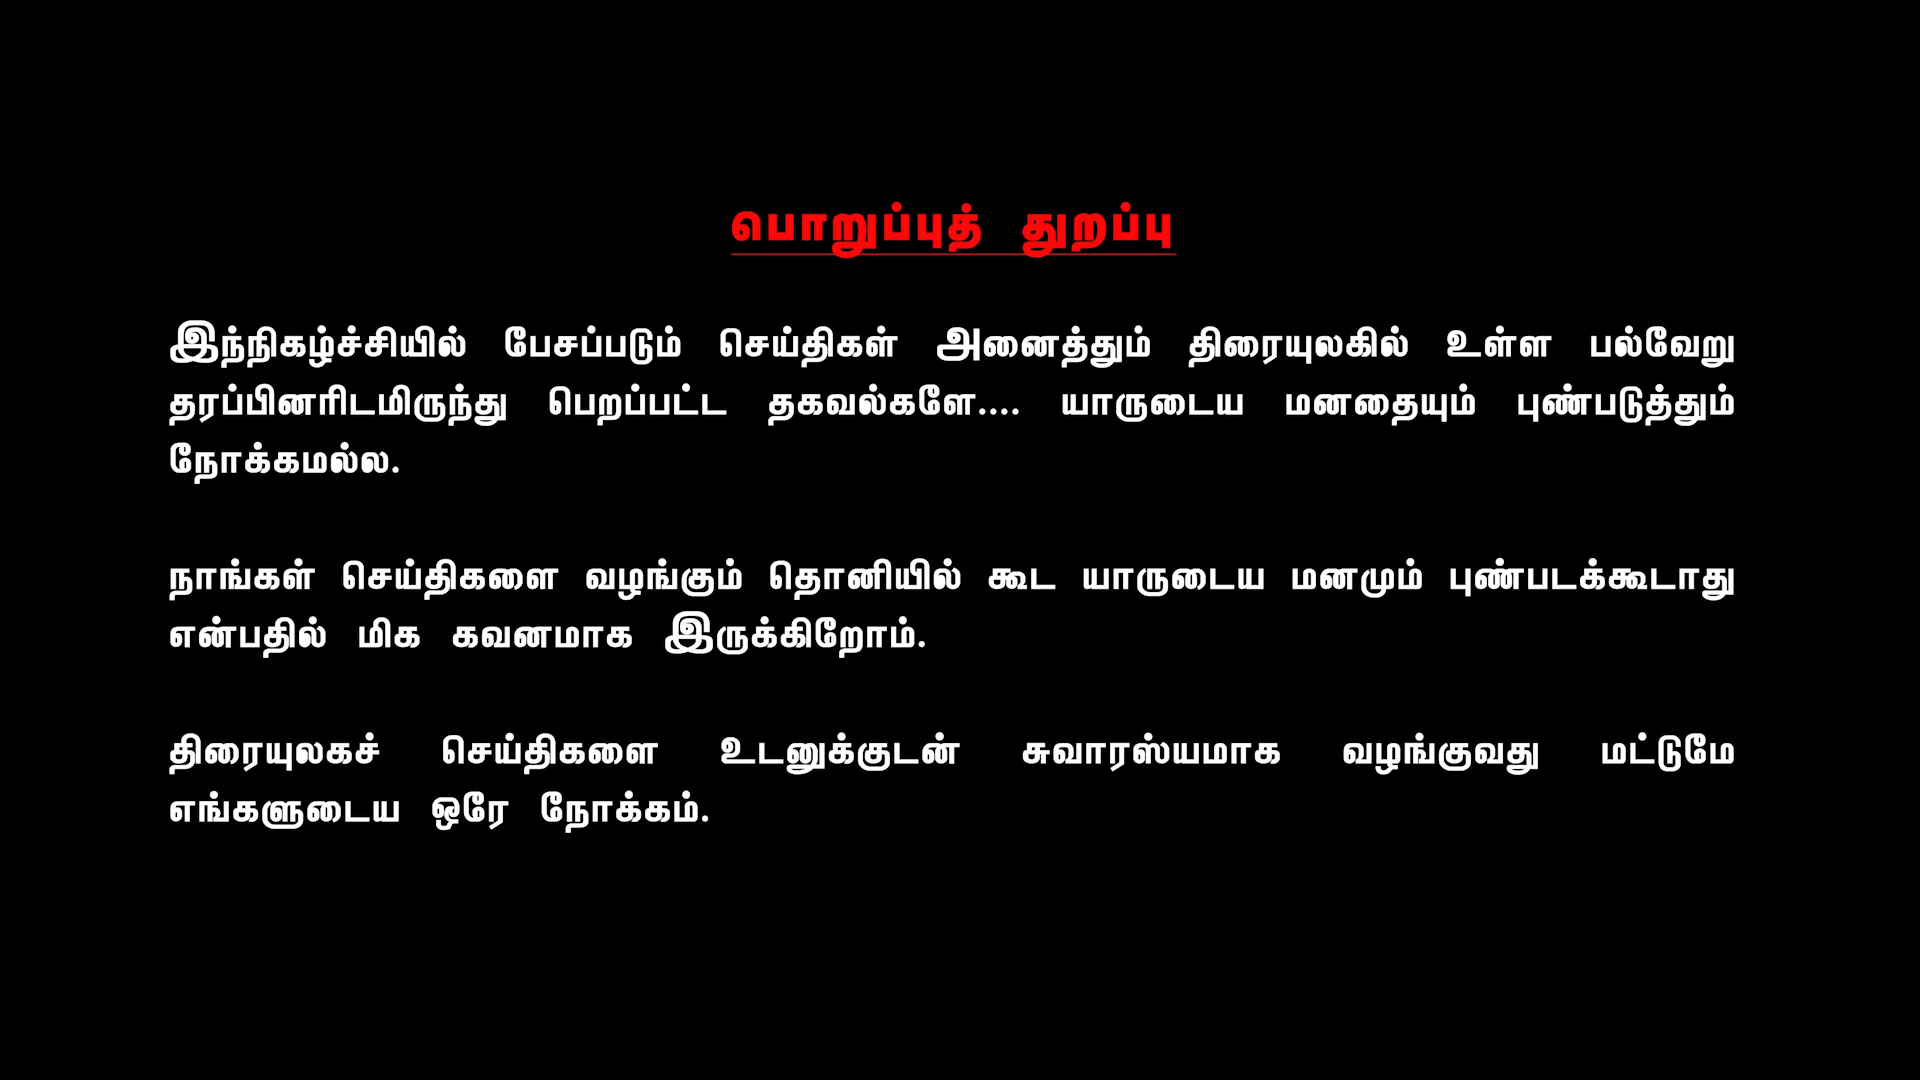 பொறுப்புத் துறப்பு
இந்நிகழ்ச்சியில் பேசப்படும் செய்திகள் அனைத்தும் திரையுலகில் உள்ள பல்வேறு
தரப்பினரிடமிருந்து பெறப்பட்ட தகவல்களே.... யாருடைய மனதையும் புண்படுத்தும்
நோக்கமல்ல.
நாங்கள் செய்திகளை வழங்கும் தொனியில் கூட யாருடைய மனமும் புண்படக்கூடாது
என்பதில் மிக கவனமாக இருக்கிறோம்.
திரையுலகச் செய்திகளை உடனுக்குடன் சுவாரஸ்யமாக வழங்குவது மட்டுமே
எங்களுடைய ஒரே நோக்கம்.